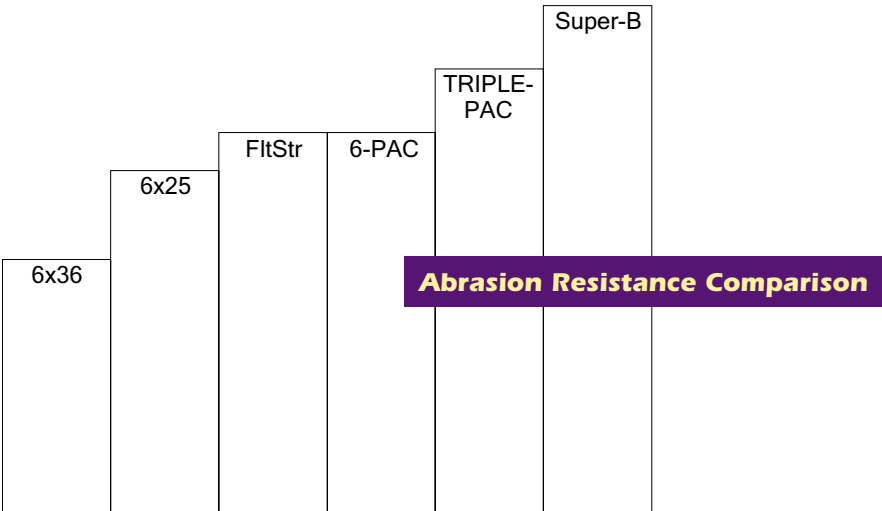 Super-B
TRIPLE-
PAC
FltStr
6-PAC
6x25
6x36
Abrasion Resistance Comparison